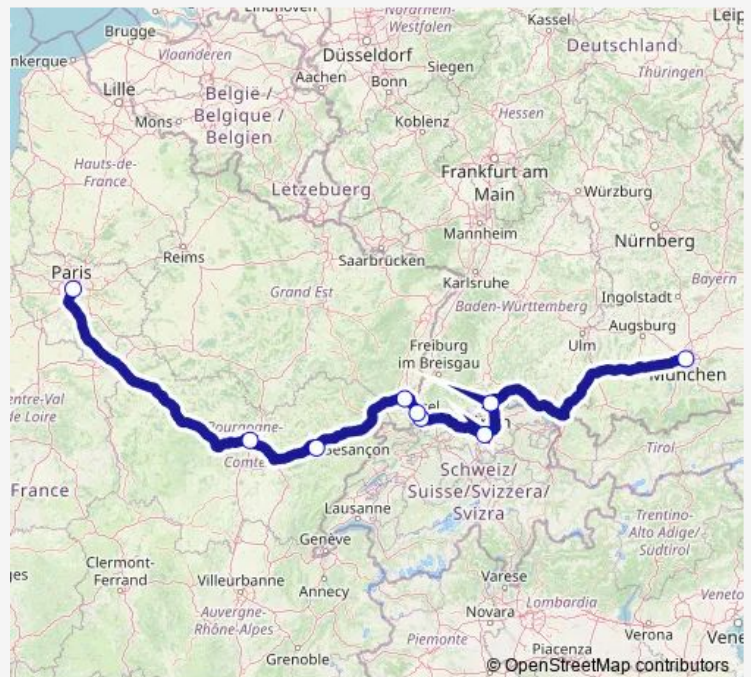 Lindhoven
Nordrhein-
Westfalen
Kassel
Leip
Brugge
Deutschland
nkerque
Vlaanderen
Düsseldorf
Siegen
Aachen
Bonn
Thüringen
Lille
België /
Belgique /
Belgien
Mons
Koblenz
Hessen
Hauts-de-
France
Frankfurt am
Main
Letzebuerg
Würzburg
Mannheim
Nürnberg
Paris
Reims
Saarbrücken
Bayern
Karlsruhe
Grand Est
Baden-Württemberg
Ingolstadt
Augsburg
Freiburg
im Breisgau
Ulm
München
entre-Val
de Loire
sel
Bourgogne-
Comte
Besançon
Tirol
Schweiz/
Suisse/Svizzera/
Svizra
France
Lausanne
Trentino-
Alto Adige/
Südtirol
Genève
Clermont-
Ferrand
Villeurbanne
Annecy
Varese
Veneto
Auvergne-
Rhône-Alpes
Novara
Lombardia
Verona
Vene
Piemonte
Piacenza
Grenoble
© OpenStreetMap contributors